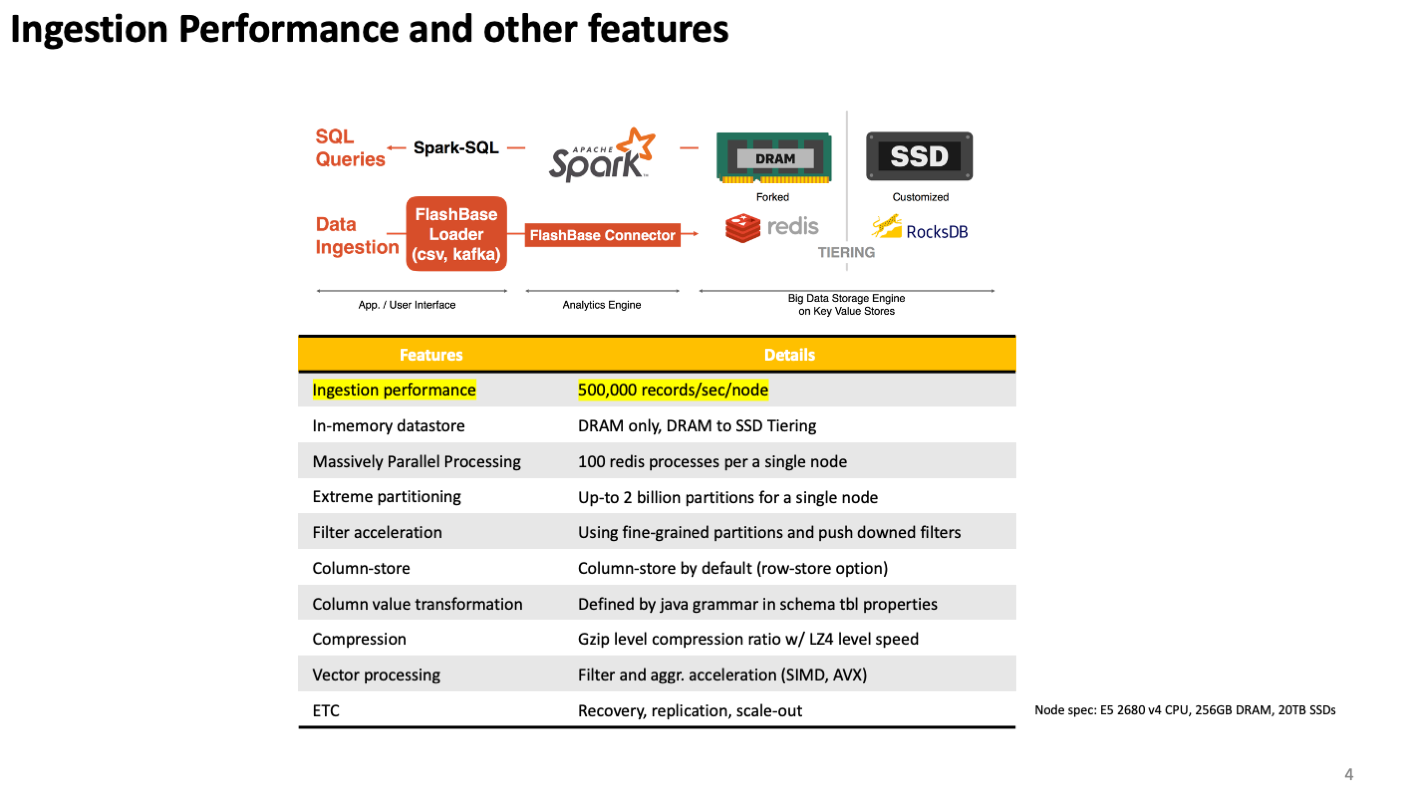 Ingestion Performance and other features
SQL
Queries
Spark-SQL
APACHE
Spark™
DRAM
SSD
Forked
Customized
Data
Ingestion
FlashBase
Loader
(csv, kafka)
FlashBase Connector
redis
RocksDB
TIERING
App. / User Interface
Analytics Engine
Big Data Storage Engine
on Key Value Stores
Features Details
Ingestion performance 500,000 records/sec/node
In-memory datastore DRAM only, DRAM to SSD Tiering
Massively Parallel Processing 100 redis processes per a single node
Extreme partitioning Up-to 2 billion partitions for a single node
Filter acceleration Using fine-grained partitions and push downed filters
Column-store Column-store by default (row-store option)
Column value transformation Defined by java grammar in schema tbl properties
Compression Gzip level compression ratio w/ LZ4 level speed
Vector processing Filter and aggr. acceleration (SIMD, AVX)
ETC Recovery, replication, scale-out
Node spec: E5 2680 v4 CPU, 256GB DRAM, 20TB SSDs
4